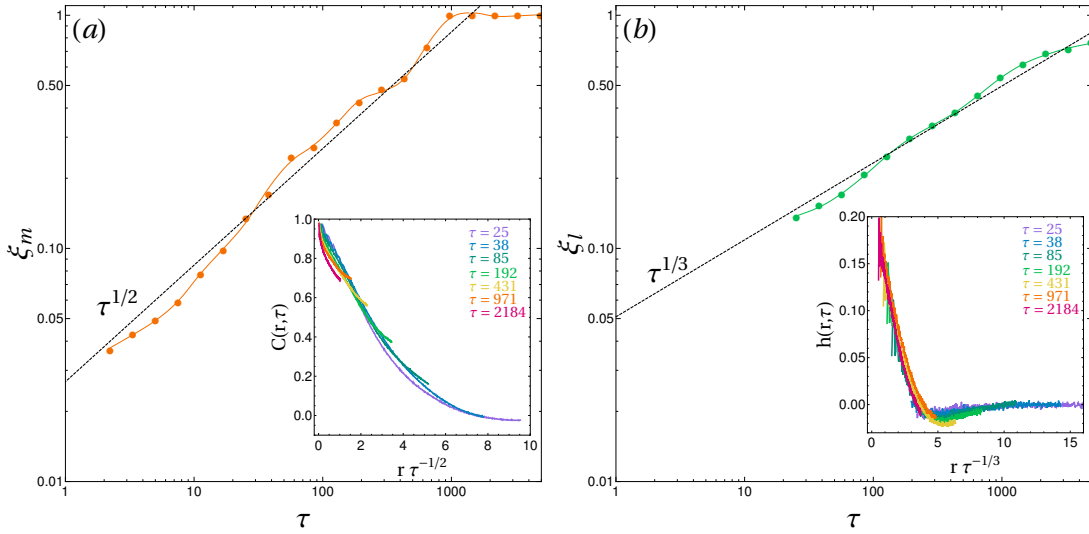 (a)
1
0.50
0.10
0.05
0.01
ξm
τ^1/2
1 10 100 1000
τ
1.0
0.8
0.6
0.4
0.2
0.0
C(r,τ)
0 2 4 6 8 10
r τ^-1/2
τ = 25
τ = 38
τ = 85
τ = 192
τ = 431
τ = 971
τ = 2184
(b)
1
0.50
0.10
0.05
0.01
ξl
τ^1/3
1 10 100 1000
τ
0.20
0.15
0.10
0.05
0.00
h(r,τ)
0 5 10 15
r τ^-1/3
τ = 25
τ = 38
τ = 85
τ = 192
τ = 431
τ = 971
τ = 2184